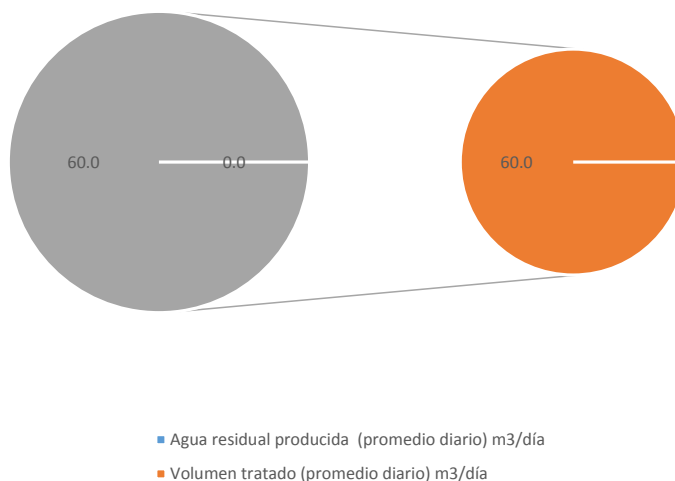 60.0
0.0
60.0
Agua residual producida  (promedio diario) m3/día
Volumen tratado (promedio diario) m3/día